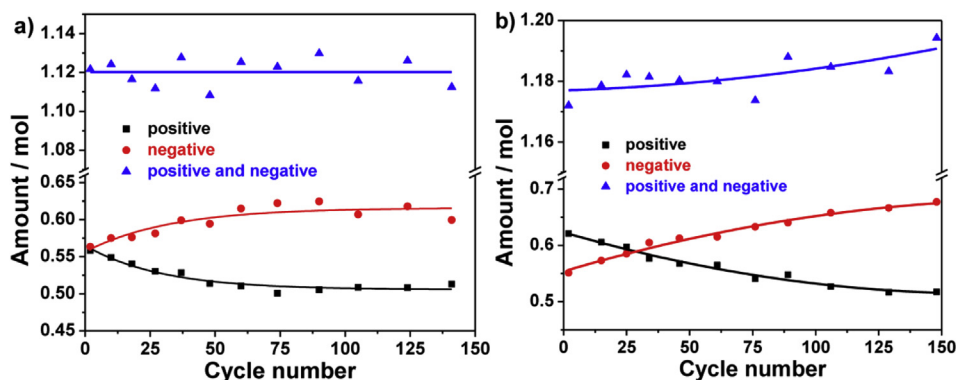 a)
Amount / mol
1.14
1.12
1.10
1.08
0.65
0.60
0.55
0.50
0.45
positive
negative
positive and negative
0 25 50 75 100 125 150
Cycle number
b)
Amount / mol
1.20
1.18
1.16
0.7
0.6
0.5
positive
negative
positive and negative
0 25 50 75 100 125 150
Cycle number